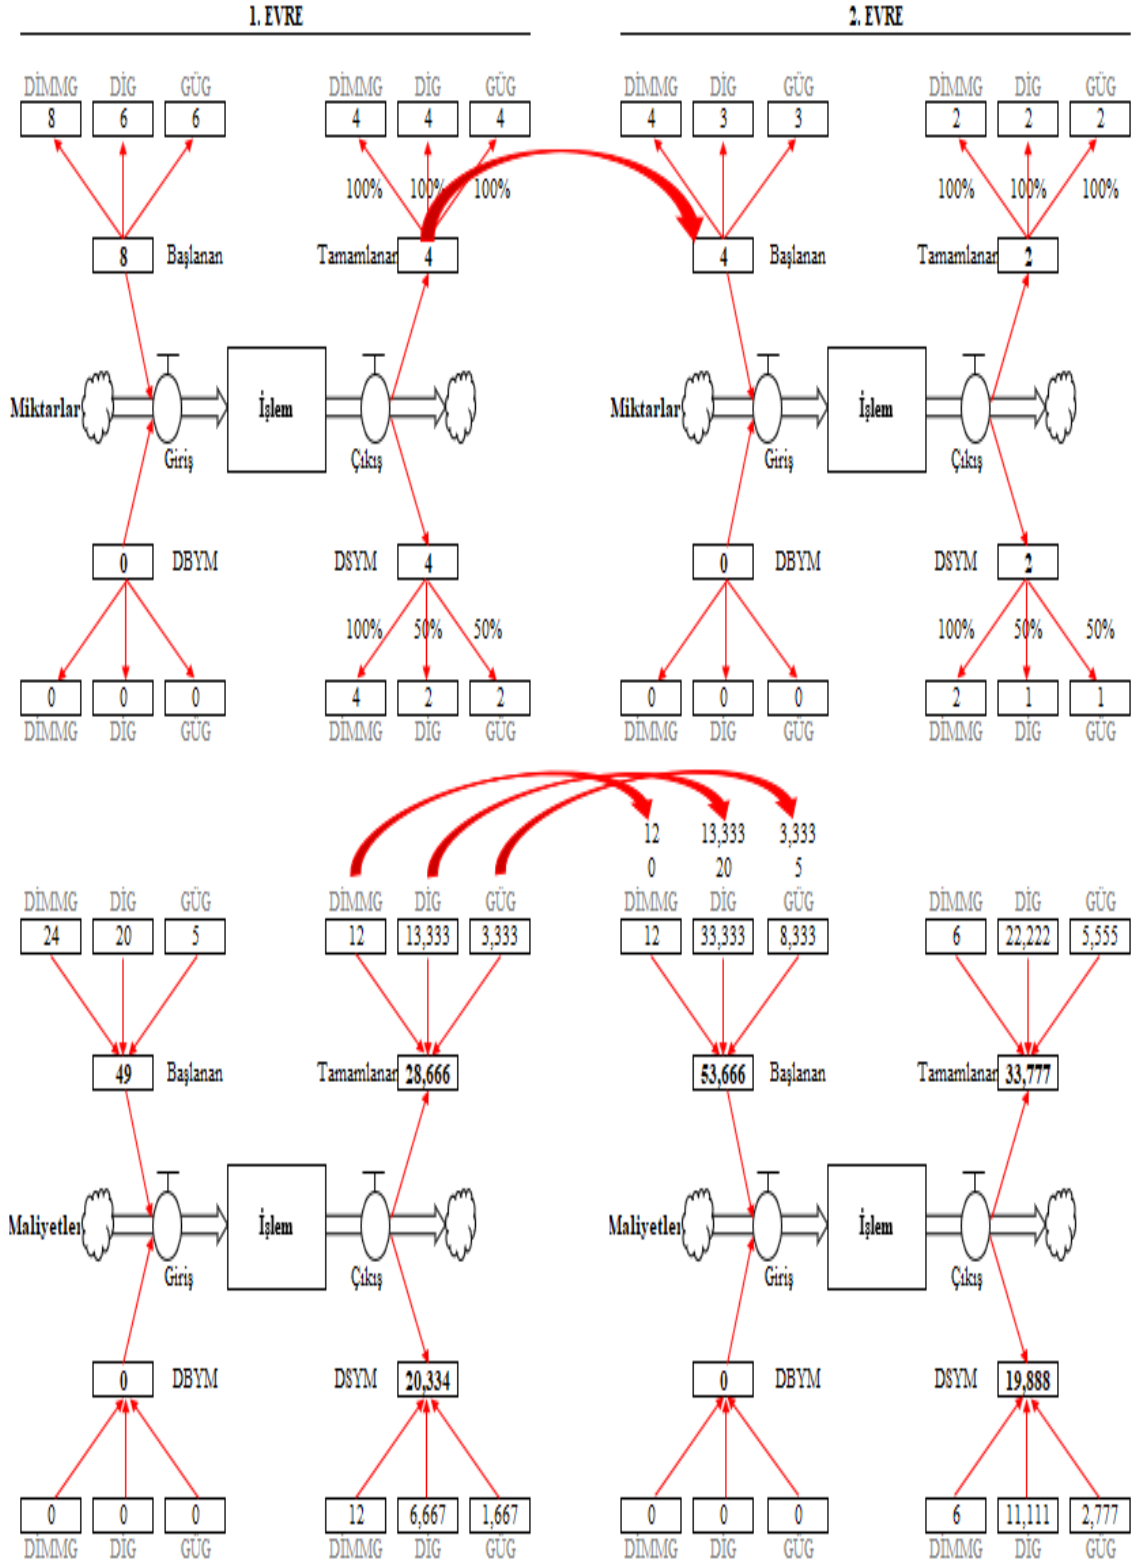 1. EVRE 2. EVRE
DİMMG DİG GÜG DİMMG DİG GÜG DİMMG DİG GÜG DİMMG DİG GÜG
8 6 6 4 4 4 4 3 3 2 2 2
100% 100% 100% 100% 100% 100%
8 Başlanan Tamamlanan 4 4 Başlanan Tamamlanan 2
Miktarlar İşlem Miktarlar İşlem
Giriş Çıkış Giriş Çıkış
0 DBYM DSYM 4 0 DBYM DSYM 2
100% 50% 50% 100% 50% 50%
0 0 0 4 2 2 0 0 0 2 1 1
DİMMG DİG GÜG DİMMG DİG GÜG DİMMG DİG GÜG DİMMG DİG GÜG
12 13,333 3,333
0 20 5
DİMMG DİG GÜG DİMMG DİG GÜG DİMMG DİG GÜG DİMMG DİG GÜG
24 20 5 12 13,333 3,333 12 33,333 8,333 6 22,222 5,555
49 Başlanan Tamamlanan 28,666 53,666 Başlanan Tamamlanan 33,777
Maliyetler İşlem Maliyetler İşlem
Giriş Çıkış Giriş Çıkış
0 DBYM DSYM 20,334 0 DBYM DSYM 19,888
0 0 0 12 6,667 1,667 0 0 0 6 11,111 2,777
DİMMG DİG GÜG DİMMG DİG GÜG DİMMG DİG GÜG DİMMG DİG GÜG